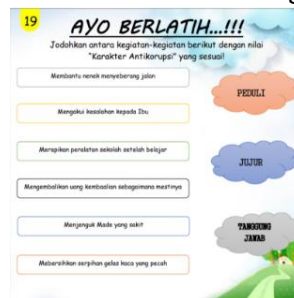 19
AYO BERLATIH...!!!
Jodohkan antara kegiatan-kegiatan berikut dengan nilai
"Karakter Antikorupsi" yang sesuai!
Membantu nenek menyeberang jalan
PEDULI
Mengakui kesalahan kepada Ibu
Merapikan peralatan sekolah setelah belajar
JUJUR
Mengembalikan uang kembalian sebagaimana mestinya
Menjenguk Made yang sakit
TANGGUNG
JAWAB
Mebersihkan serpihan gelas kaca yang pecah